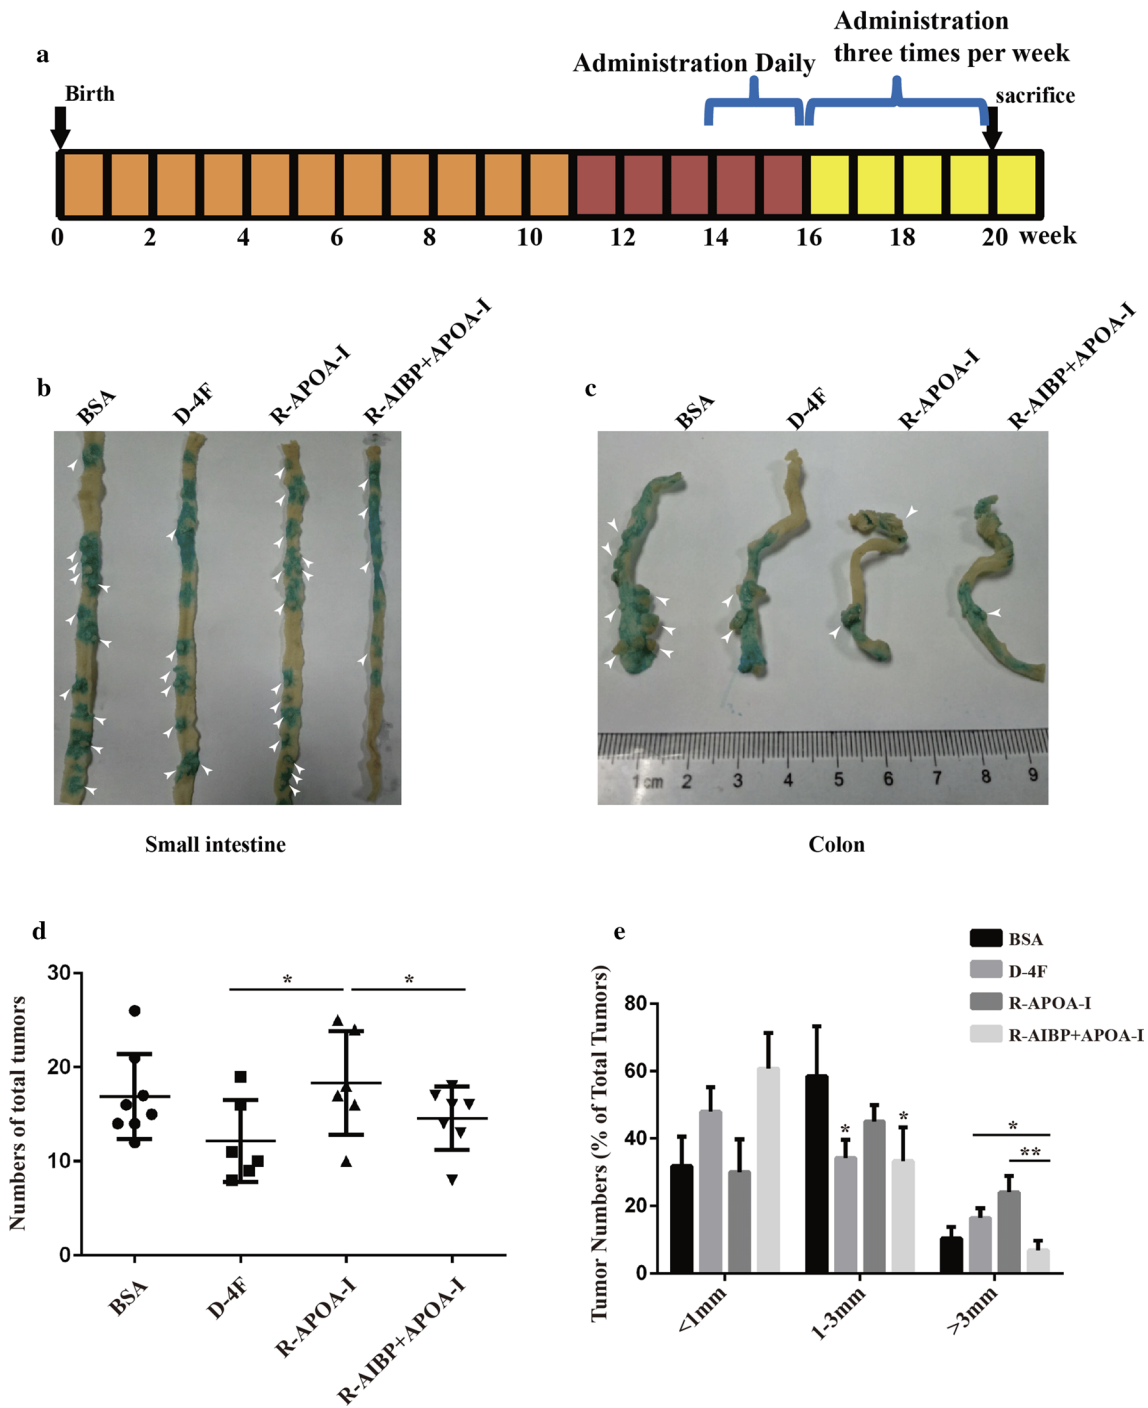 a
Birth
Administration Daily
Administration
three times per week
sacrifice
0 2 4 6 8 10 12 14 16 18 20 week
b
BSA
D-4F
R-APOA-I
R-AIBP+APOA-I
Small intestine
c
BSA
D-4F
R-APOA-I
R-AIBP+APOA-I
1cm 2 3 4 5 6 7 8 9
Colon
d
Numbers of total tumors
30
20
10
0
* *
BSA
D-4F
R-APOA-I
R-AIBP+APOA-I
e
BSA
D-4F
R-APOA-I
R-AIBP+APOA-I
Tumor Numbers (% of Total Tumors)
80
60
40
20
0
* *
*
**
<1mm
1-3mm
>3mm